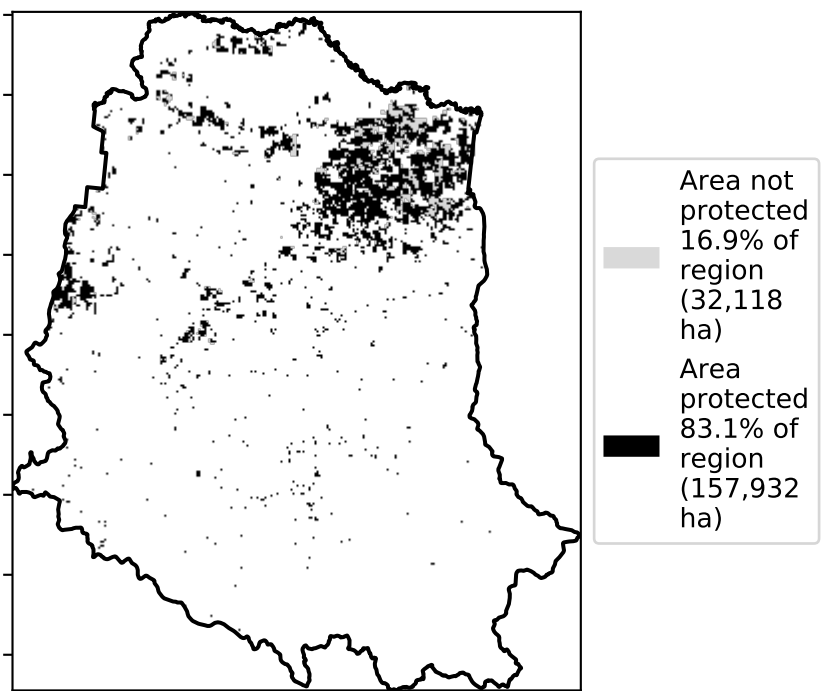 Area not
protected
16.9% of
region
(32,118
ha)
Area
protected
83.1% of
region
(157,932
ha)